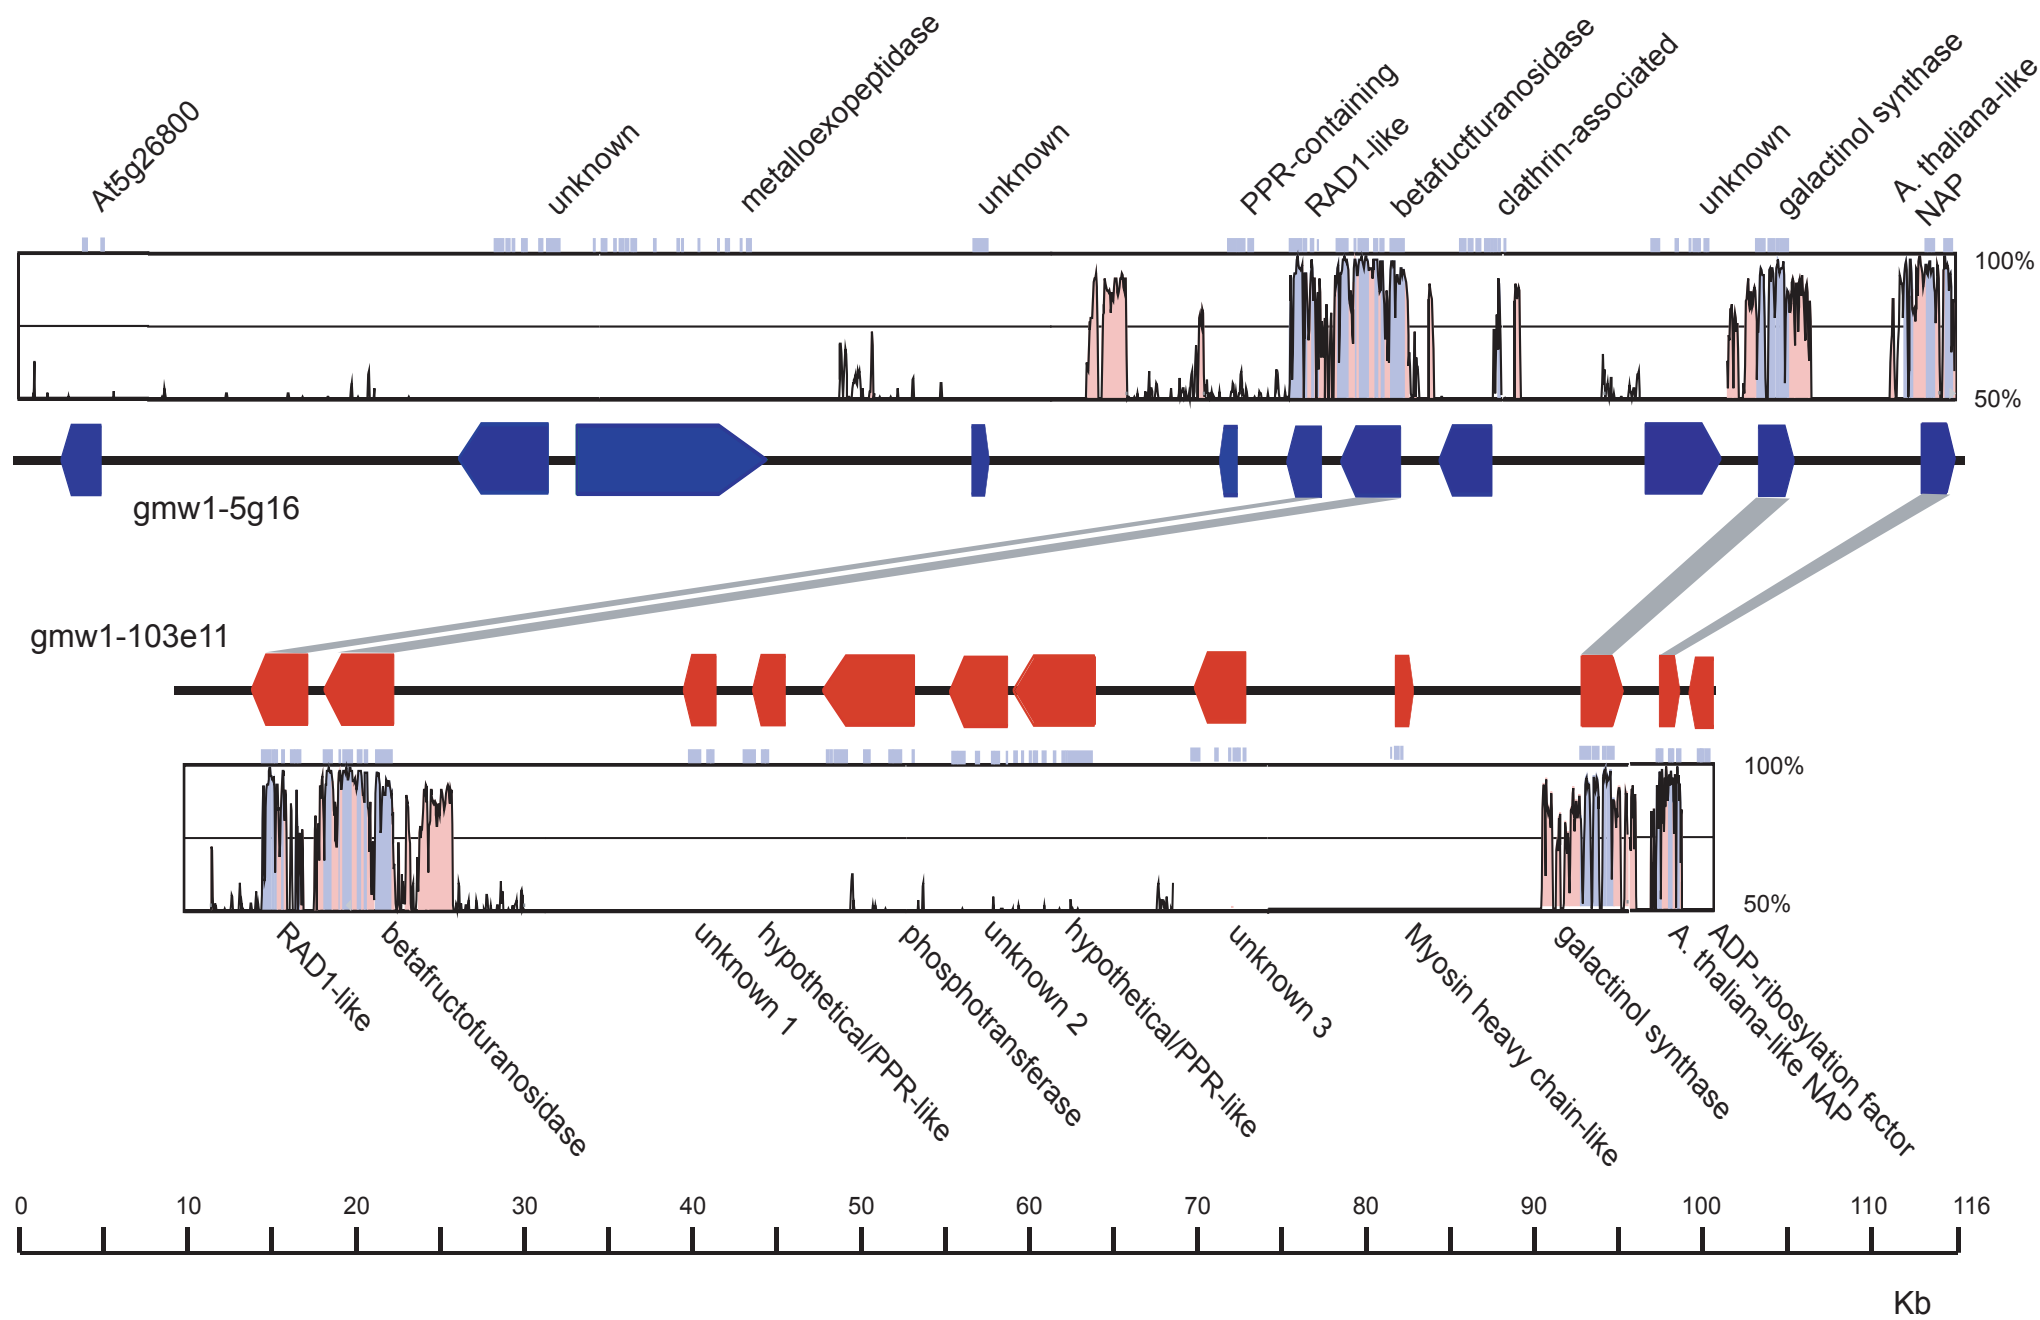 At5g26800
unknown
metalloexopeptidase
unknown
PPR-containing
RAD1-like
betafuctfuranosidase
clathrin-associated
unknown
galactinol synthase
A. thaliana-like
NAP
100%
50%
gmw1-5g16
gmw1-103e11
100%
50%
RAD1-like
betafructofuranosidase
unknown 1
hypothetical/PPR-like
phosphotransferase
unknown 2
hypothetical/PPR-like
unknown 3
Myosin heavy chain-like
galactinol synthase
A. thaliana-like NAP
ADP-ribosylation factor
0 10 20 30 40 50 60 70 80 90 100 110 116
Kb